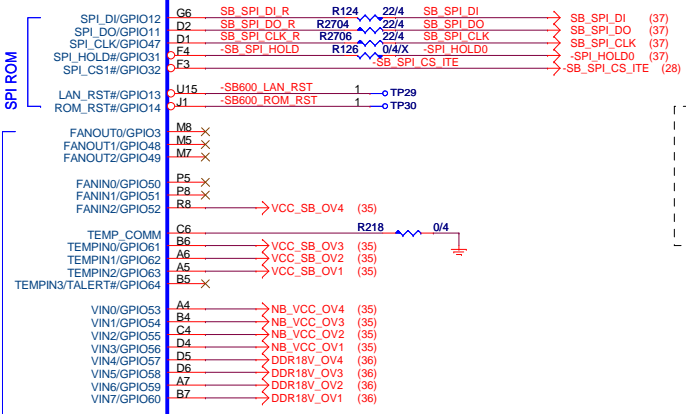 SPI_DI/GPIO12 G6 SB_SPI_DI_R R124 22/4 SB_SPI_DI SB_SPI_DI (37)
SPI_DO/GPIO11 D2 SB_SPI_DO_R R2704 22/4 SB_SPI_DO SB_SPI_DO (37)
SPI_CLK/GPIO47 D1 SB_SPI_CLK_R R2706 22/4 SB_SPI_CLK SB_SPI_CLK (37)
SPI_HOLD#/GPIO31 F4 -SB_SPI_HOLD R126 0/4/X -SPI_HOLD0 -SPI_HOLD0 (37)
SPI_CS1#/GPIO32 F3 -SB_SPI_CS_ITE -SB_SPI_CS_ITE (28)
SPI ROM
LAN_RST#/GPIO13 U15 -SB600_LAN_RST 1 TP29
ROM_RST#/GPIO14 J1 -SB600_ROM_RST 1 TP30
FANOUT0/GPIO3 M8
FANOUT1/GPIO48 M5
FANOUT2/GPIO49 M7
FANIN0/GPIO50 P5
FANIN1/GPIO51 P8
FANIN2/GPIO52 R8 VCC_SB_OV4 (35)
TEMP_COMM C6 R218 0/4
TEMPIN0/GPIO61 B6 VCC_SB_OV3 (35)
TEMPIN1/GPIO62 A6 VCC_SB_OV2 (35)
TEMPIN2/GPIO63 A5 VCC_SB_OV1 (35)
TEMPIN3/TALERT#/GPIO64 B5
VIN0/GPIO53 A4 NB_VCC_OV4 (35)
VIN1/GPIO54 B4 NB_VCC_OV3 (35)
VIN2/GPIO55 C4 NB_VCC_OV2 (35)
VIN3/GPIO56 D4 NB_VCC_OV1 (35)
VIN4/GPIO57 D5 DDR18V_OV4 (36)
VIN5/GPIO58 D6 DDR18V_OV3 (36)
VIN6/GPIO59 A7 DDR18V_OV2 (36)
VIN7/GPIO60 B7 DDR18V_OV1 (36)